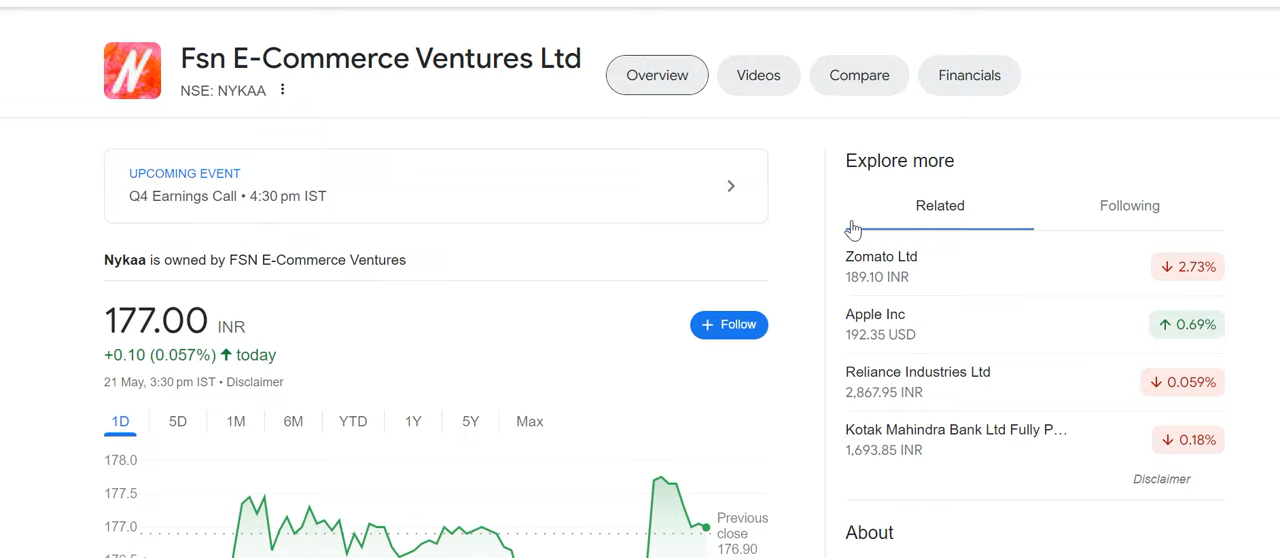 Fsn E-Commerce Ventures Ltd
NSE: NYKAA
Overview
Videos
Compare
Financials
UPCOMING EVENT
Q4 Earnings Call • 4:30 pm IST
Nykaa is owned by FSN E-Commerce Ventures
177.00 INR
+ Follow
+0.10 (0.057%) ↑ today
21 May, 3:30 pm IST • Disclaimer
1D
5D
1M
6M
YTD
1Y
5Y
Max
178.0
177.5
177.0
Previous
close
176.90
Explore more
Related
Following
Zomato Ltd
189.10 INR
↓ 2.73%
Apple Inc
192.35 USD
↑ 0.69%
Reliance Industries Ltd
2,867.95 INR
↓ 0.059%
Kotak Mahindra Bank Ltd Fully P…
1,693.85 INR
↓ 0.18%
Disclaimer
About